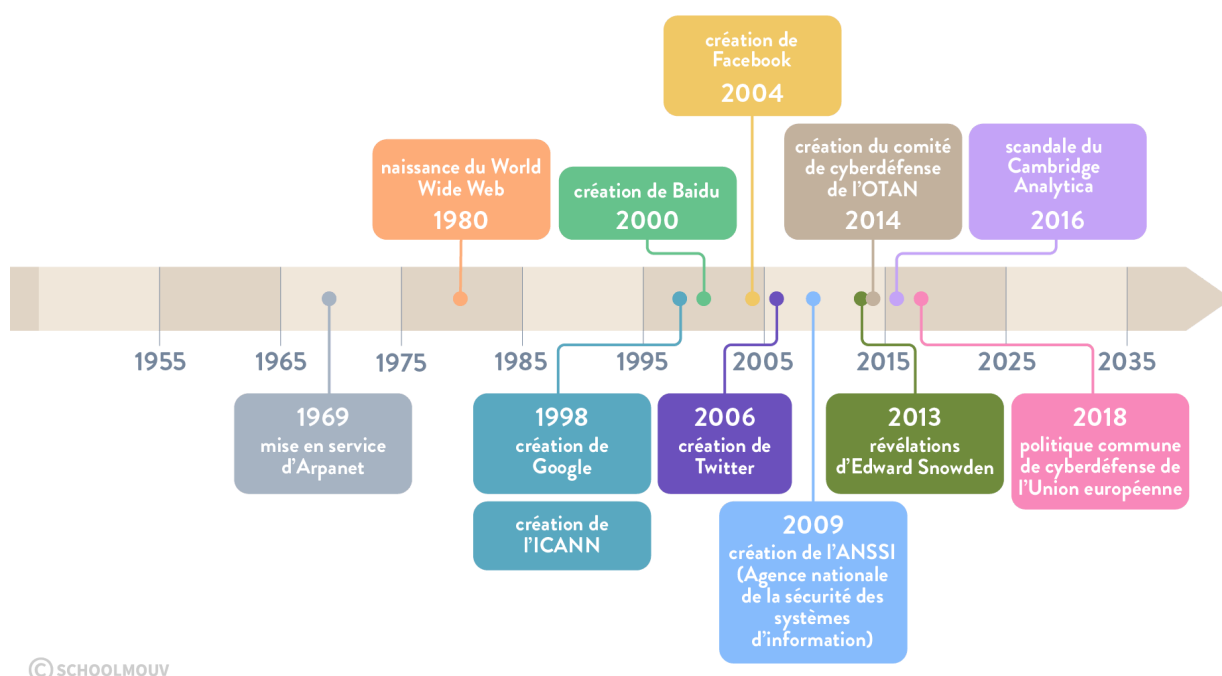 création de
Facebook
2004
naissance du World
Wide Web
1980
création de Baidu
2000
création du comité
de cyberdéfense
de l’OTAN
2014
scandale du
Cambridge
Analytica
2016
1955
1965
1975
1985
1995
2005
2015
2025
2035
1969
mise en service
d’Arpanet
1998
création de
Google
création de
l’ICANN
2006
création de
Twitter
2009
création de l’ANSSI
(Agence nationale
de la sécurité des
systèmes
d’information)
2013
révélations
d’Edward Snowden
2018
politique commune
de cyberdéfense de
l’Union européenne
© SCHOOLMOUV